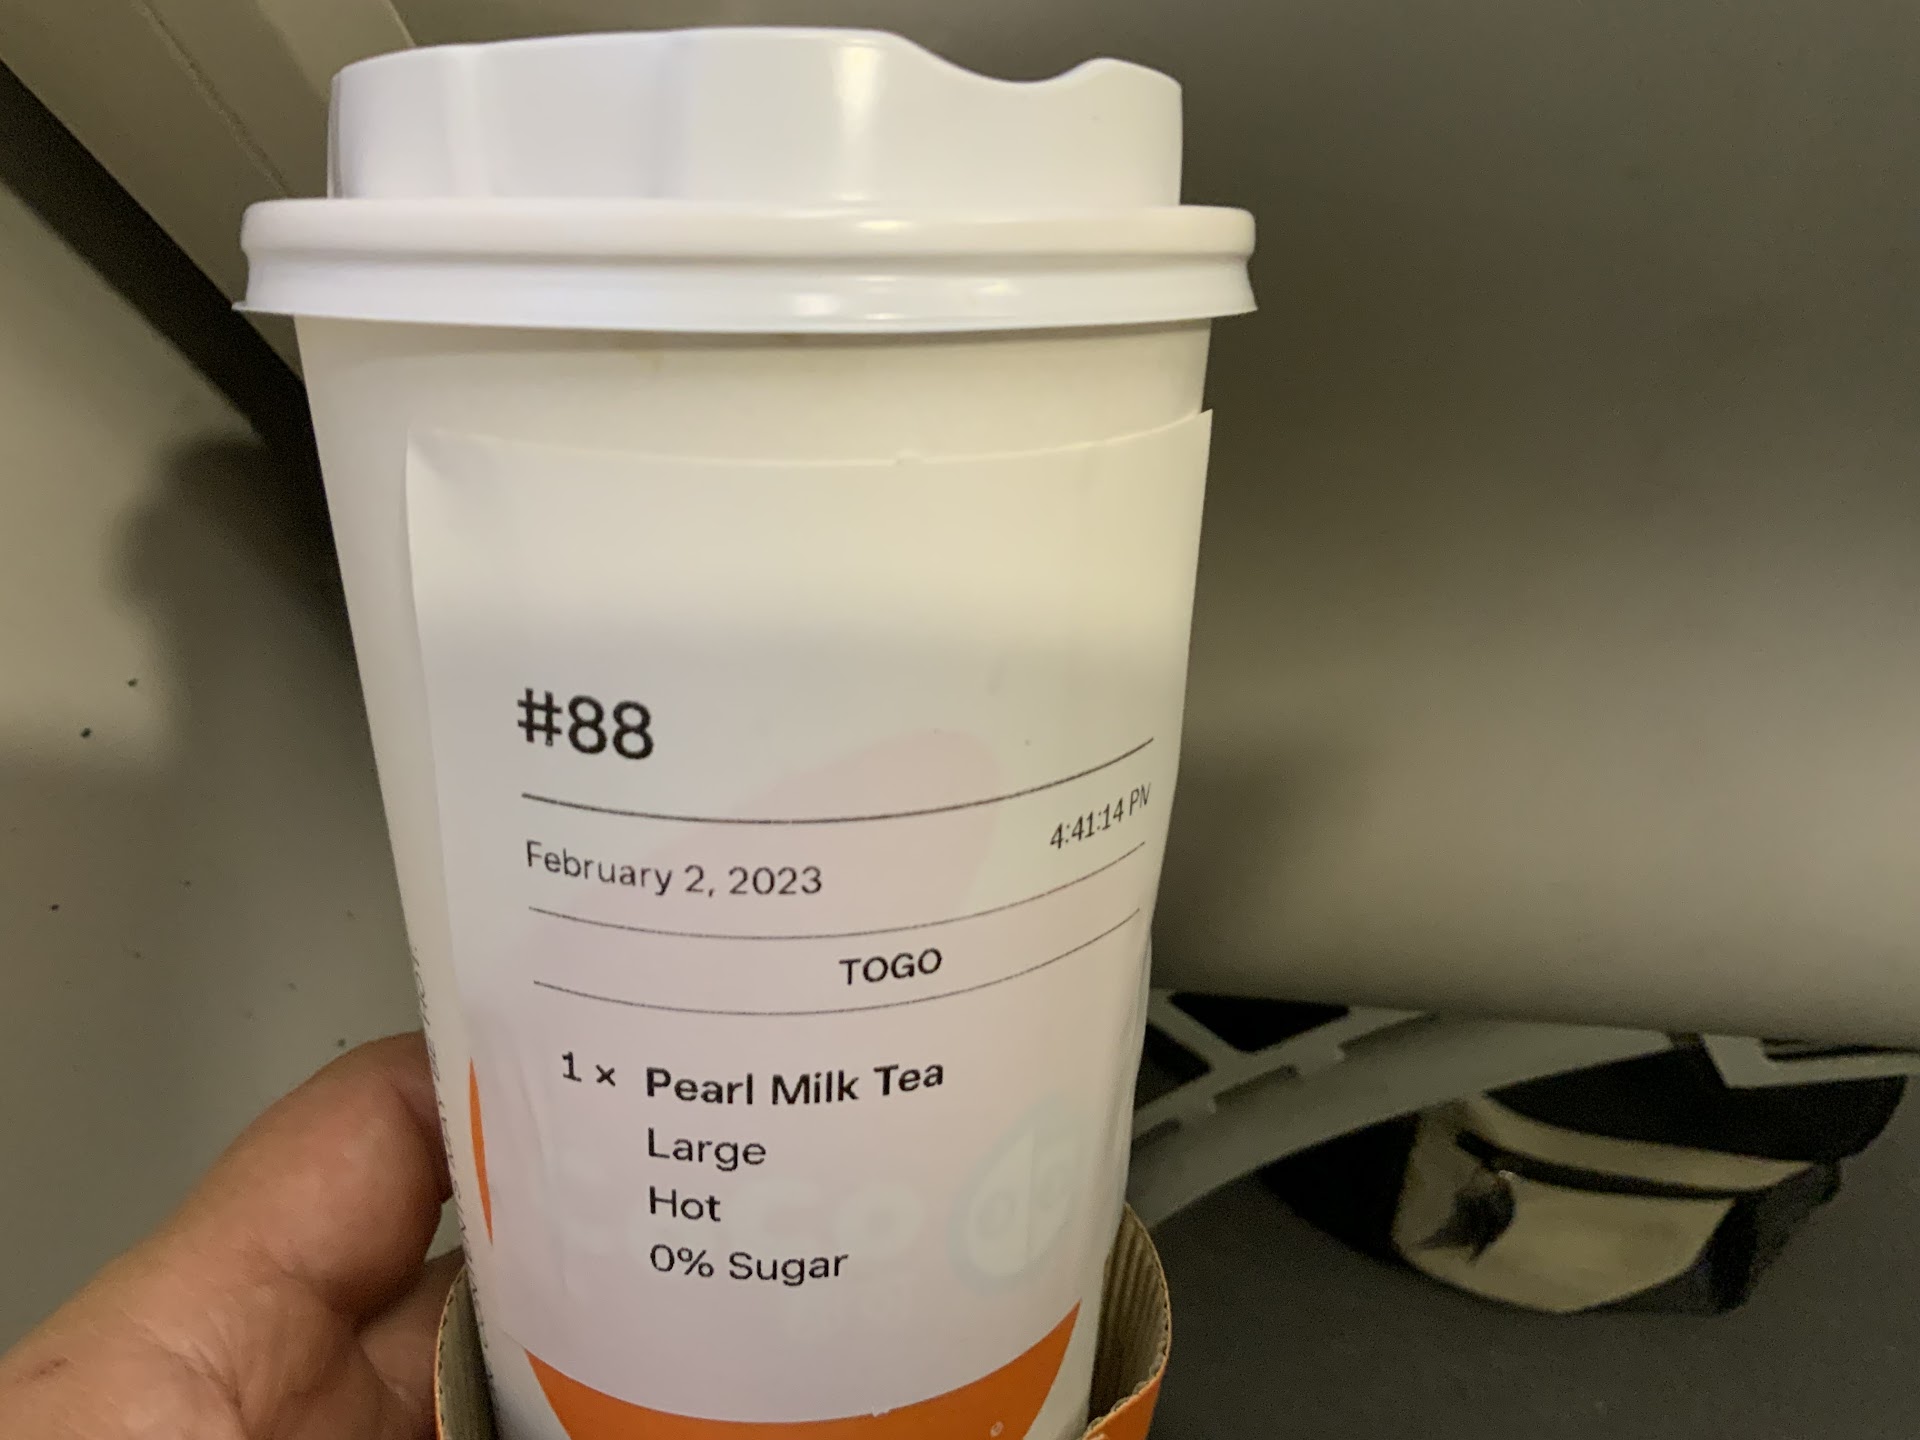 #88
February 2, 2023 4:41:14 PM
TOGO
1 x Pearl Milk Tea
Large
Hot
0% Sugar